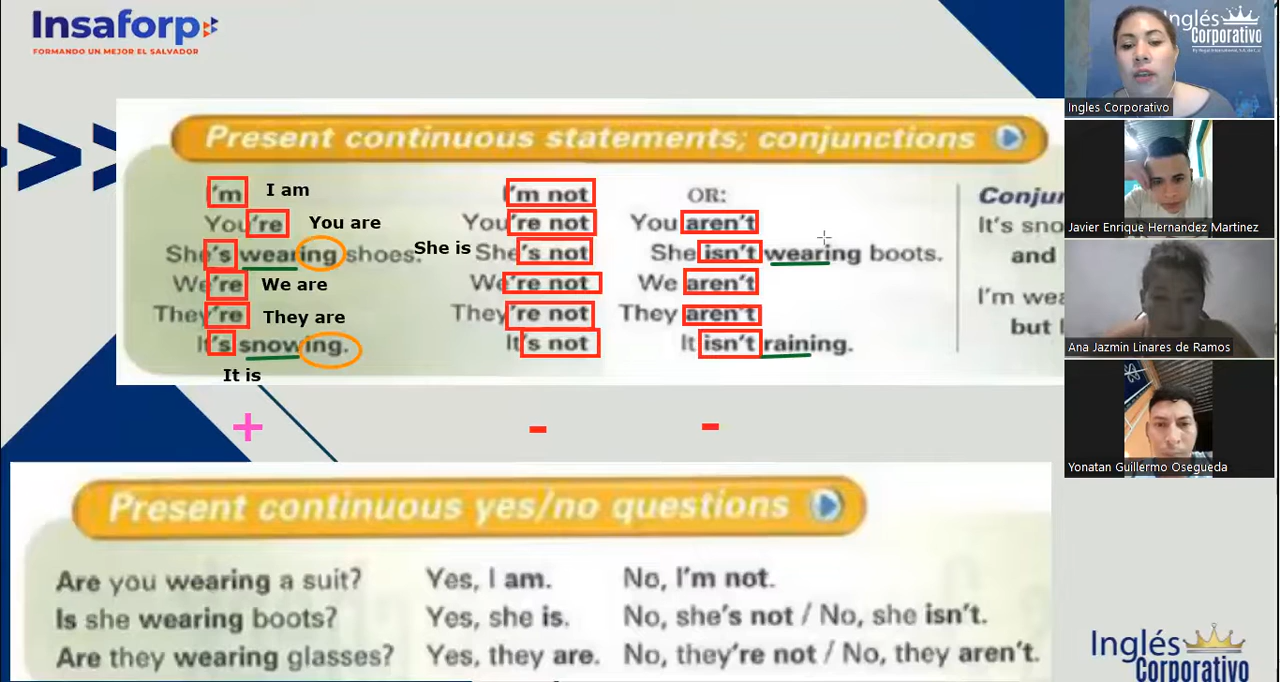 Insaforp
FORMANDO UN MEJOR EL SALVADOR
Present continuous statements; conjunctions
I'm I am I'm not OR: Conjun
You're You are You're not You aren't It's sno
She's wearing shoes. She is She's not She isn't wearing boots. and
We're We are We're not We aren't I'm wea
They're They are They're not They aren't but I
It's snowing. It's not It isn't raining.
It is
+ - -
Present continuous yes/no questions
Are you wearing a suit? Yes, I am. No, I'm not.
Is she wearing boots? Yes, she is. No, she's not / No, she isn't.
Are they wearing glasses? Yes, they are. No, they're not / No, they aren't.
Inglés
Corporativo
Ingles Corporativo
Javier Enrique Hernandez Martinez
Ana Jazmin Linares de Ramos
Yonatan Guillermo Osegueda
Inglés
Corporativo